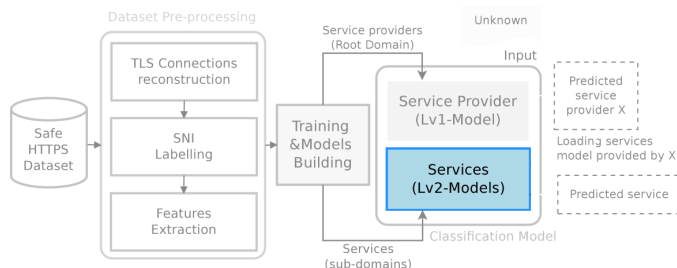 Dataset Pre-processing
TLS Connections
reconstruction
SNI
Labelling
Features
Extraction
Safe
HTTPS
Dataset
Training
&Models
Building
Service providers
(Root Domain)
Services
(sub-domains)
Unknown
Input
Service Provider
(Lv1-Model)
Services
(Lv2-Models)
Classification Model
Predicted
service
provider X
Loading services
model provided by X
Predicted service